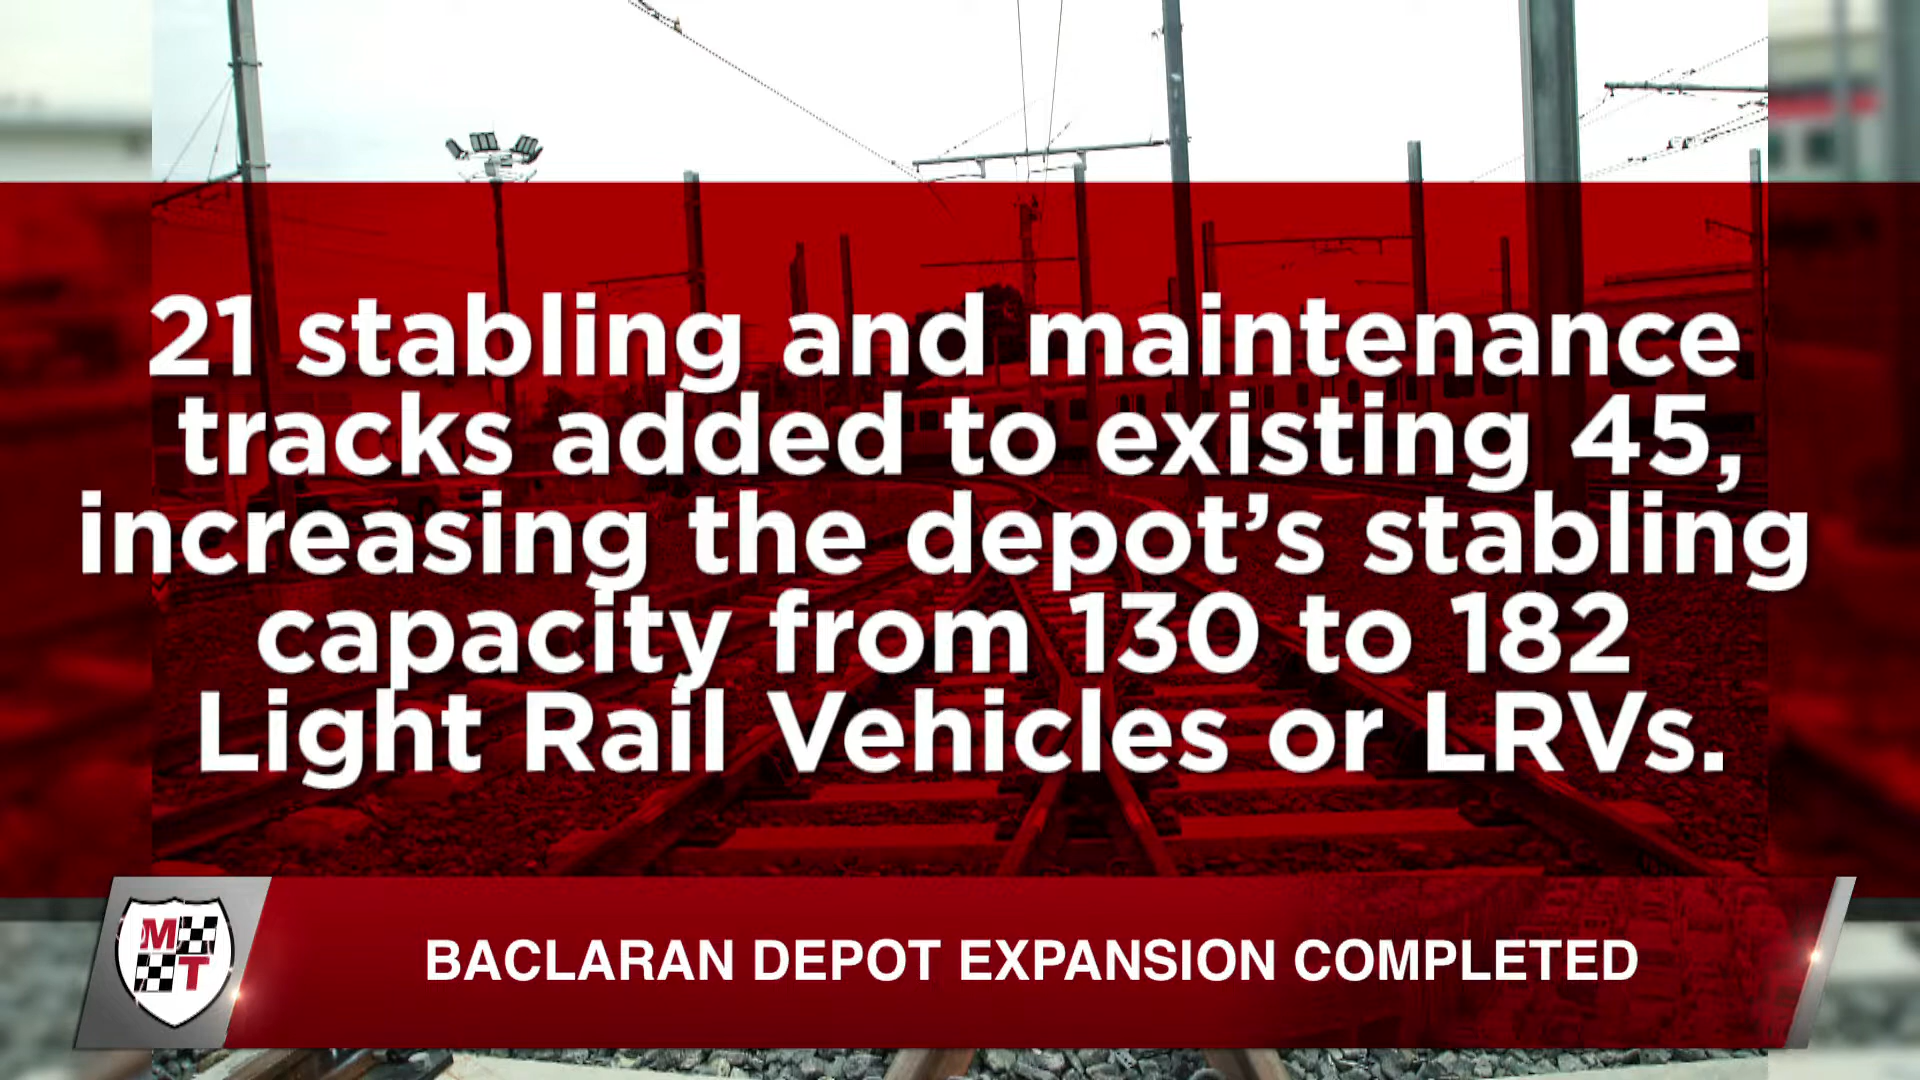 21 stabling and maintenance
tracks added to existing 45,
increasing the depot’s stabling
capacity from 130 to 182
Light Rail Vehicles or LRVs.
M
T
BACLARAN DEPOT EXPANSION COMPLETED